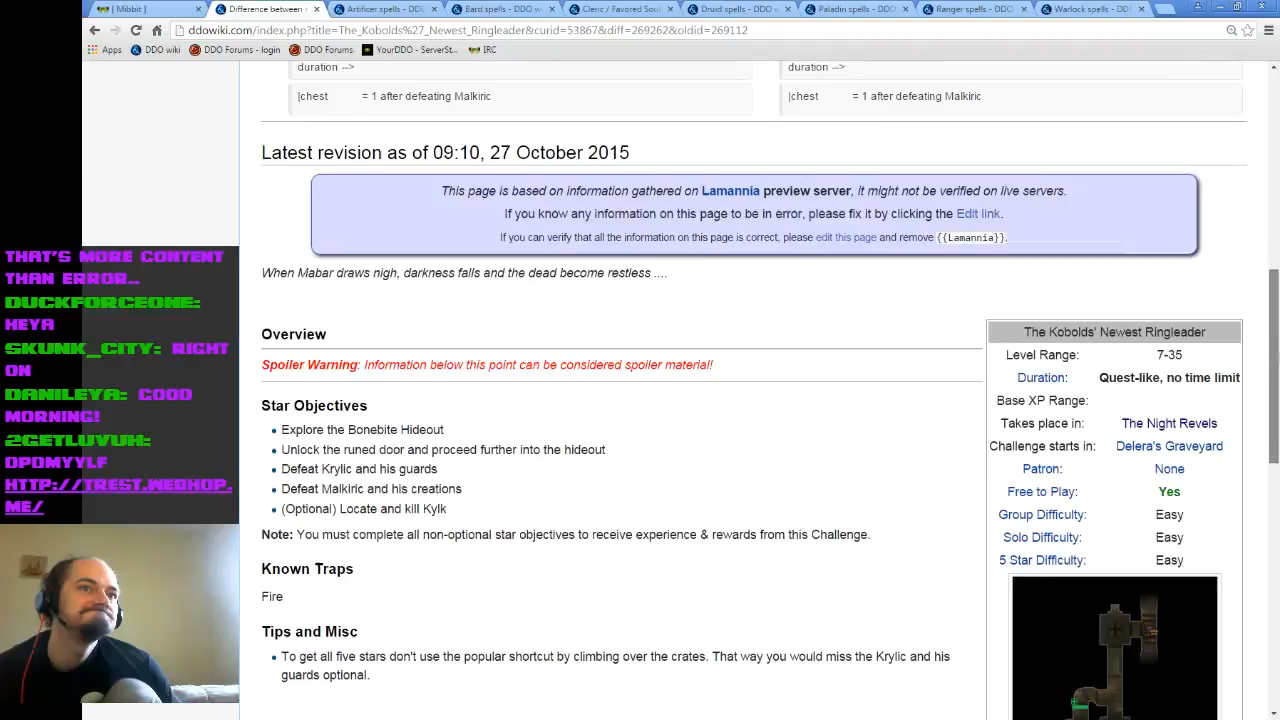 [ Mibbit ]
Difference between r
Artificer spells - DDO
Bard spells - DDO w
Cleric / Favored Soul
Druid spells - DDO w
Paladin spells - DDO
Ranger spells - DDO
Warlock spells - DDO
ddowiki.com/index.php?title=The_Kobolds%27_Newest_Ringleader&curid=53867&diff=269262&oldid=269112
Apps
DDO wiki
DDO Forums - login
DDO Forums
YourDDO - ServerSt...
IRC
duration -->
duration -->
|chest = 1 after defeating Malkiric
|chest = 1 after defeating Malkiric
Latest revision as of 09:10, 27 October 2015
This page is based on information gathered on Lamannia preview server, it might not be verified on live servers.
If you know any information on this page to be in error, please fix it by clicking the Edit link.
If you can verify that all the information on this page is correct, please edit this page and remove {{Lamannia}}.
When Mabar draws nigh, darkness falls and the dead become restless ....
Overview
Spoiler Warning: Information below this point can be considered spoiler material!
Star Objectives
Explore the Bonebite Hideout
Unlock the runed door and proceed further into the hideout
Defeat Krylic and his guards
Defeat Malkiric and his creations
(Optional) Locate and kill Kylk
Note: You must complete all non-optional star objectives to receive experience & rewards from this Challenge.
Known Traps
Fire
Tips and Misc
To get all five stars don't use the popular shortcut by climbing over the crates. That way you would miss the Krylic and his
guards optional.
The Kobolds' Newest Ringleader
Level Range: 7-35
Duration: Quest-like, no time limit
Base XP Range:
Takes place in: The Night Revels
Challenge starts in: Delera's Graveyard
Patron: None
Free to Play: Yes
Group Difficulty: Easy
Solo Difficulty: Easy
5 Star Difficulty: Easy
THAT'S MORE CONTENT
THAN ERROR..
DUCKFORCEONE:
HEYA
SKUNK_CITY: RIGHT
ON
DANILEYA: GOOD
MORNING!
2GETLUVUH:
DPDMYYLF
HTTP://TREST.WEBHOP.
ME/